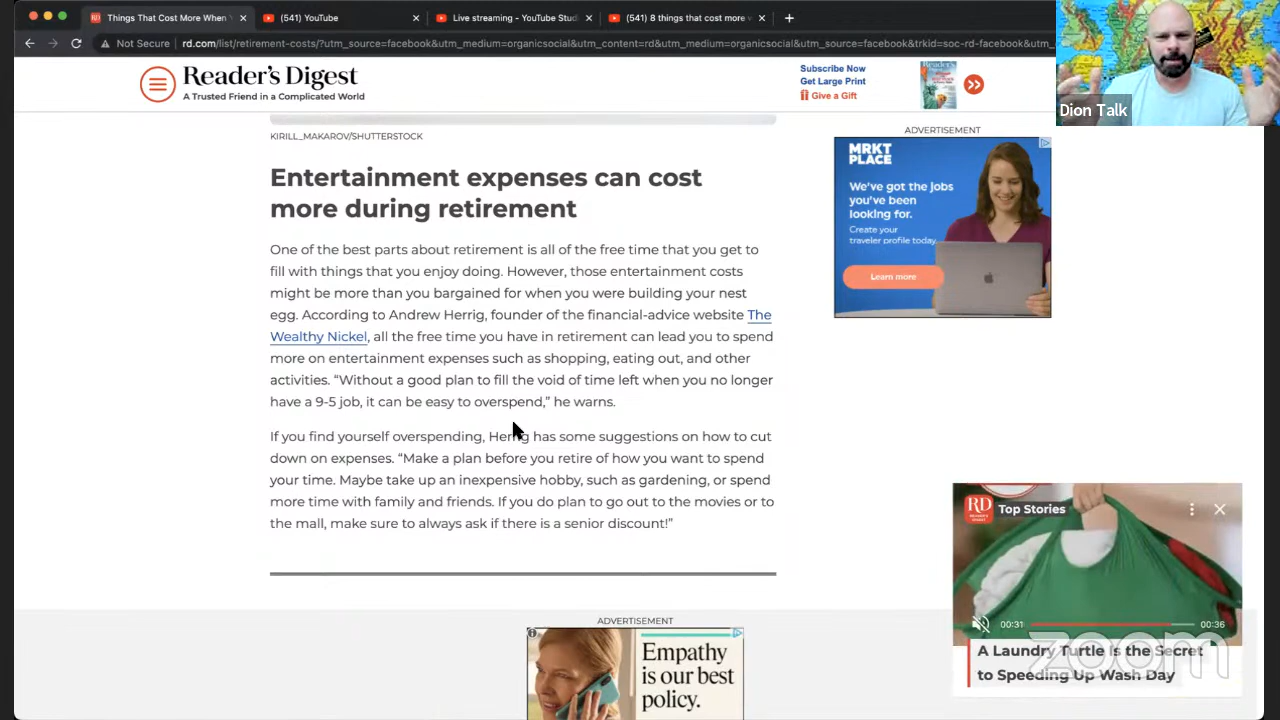 Things That Cost More When Y
(541) YouTube
Live streaming - YouTube Stud
(541) 8 things that cost more
Not Secure
rd.com/list/retirement-costs/?utm_source=facebook&utm_medium=organicsocial&utm_content=rd&utm_medium=organicsocial&utm_source=facebook&trkid=soc-rd-facebook&utm_
Dion Talk
Reader's Digest
A Trusted Friend in a Complicated World
Subscribe Now
Get Large Print
Give a Gift
Reader's
Digest
KIRILL_MAKAROV/SHUTTERSTOCK
Entertainment expenses can cost
more during retirement
One of the best parts about retirement is all of the free time that you get to
fill with things that you enjoy doing. However, those entertainment costs
might be more than you bargained for when you were building your nest
egg. According to Andrew Herrig, founder of the financial-advice website The
Wealthy Nickel, all the free time you have in retirement can lead you to spend
more on entertainment expenses such as shopping, eating out, and other
activities. “Without a good plan to fill the void of time left when you no longer
have a 9-5 job, it can be easy to overspend,” he warns.
If you find yourself overspending, Herrig has some suggestions on how to cut
down on expenses. “Make a plan before you retire of how you want to spend
your time. Maybe take up an inexpensive hobby, such as gardening, or spend
more time with family and friends. If you do plan to go out to the movies or to
the mall, make sure to always ask if there is a senior discount!”
ADVERTISEMENT
MRKT
PLACE
We've got the jobs
you've been
looking for.
Create your
traveler profile today.
Learn more
RD
Top Stories
00:31
00:36
A Laundry Turtle Is the Secret
to Speeding Up Wash Day
zoom
ADVERTISEMENT
Empathy
is our best
policy.